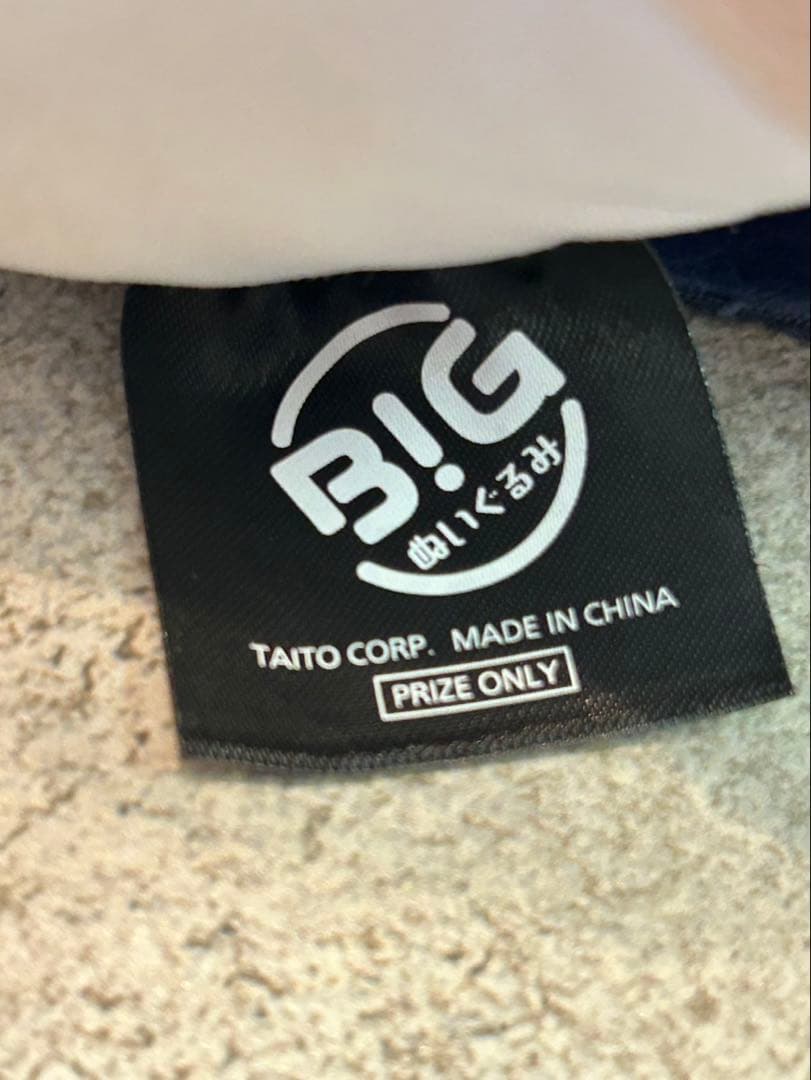 B!G
ぬいぐるみ
TAITO CORP. MADE IN CHINA
PRIZE ONLY